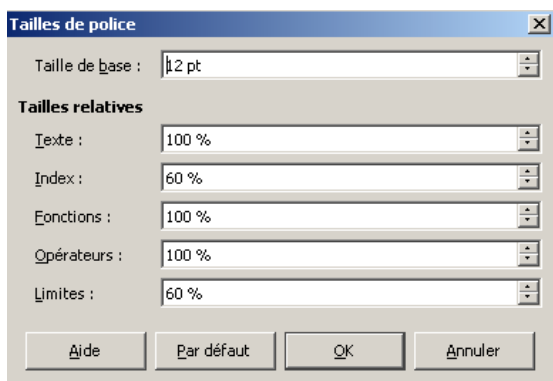 Tailles de police
Taille de base : 12 pt
Tailles relatives
Texte : 100 %
Index : 60 %
Fonctions : 100 %
Opérateurs : 100 %
Limites : 60 %
Aide Par défaut OK Annuler